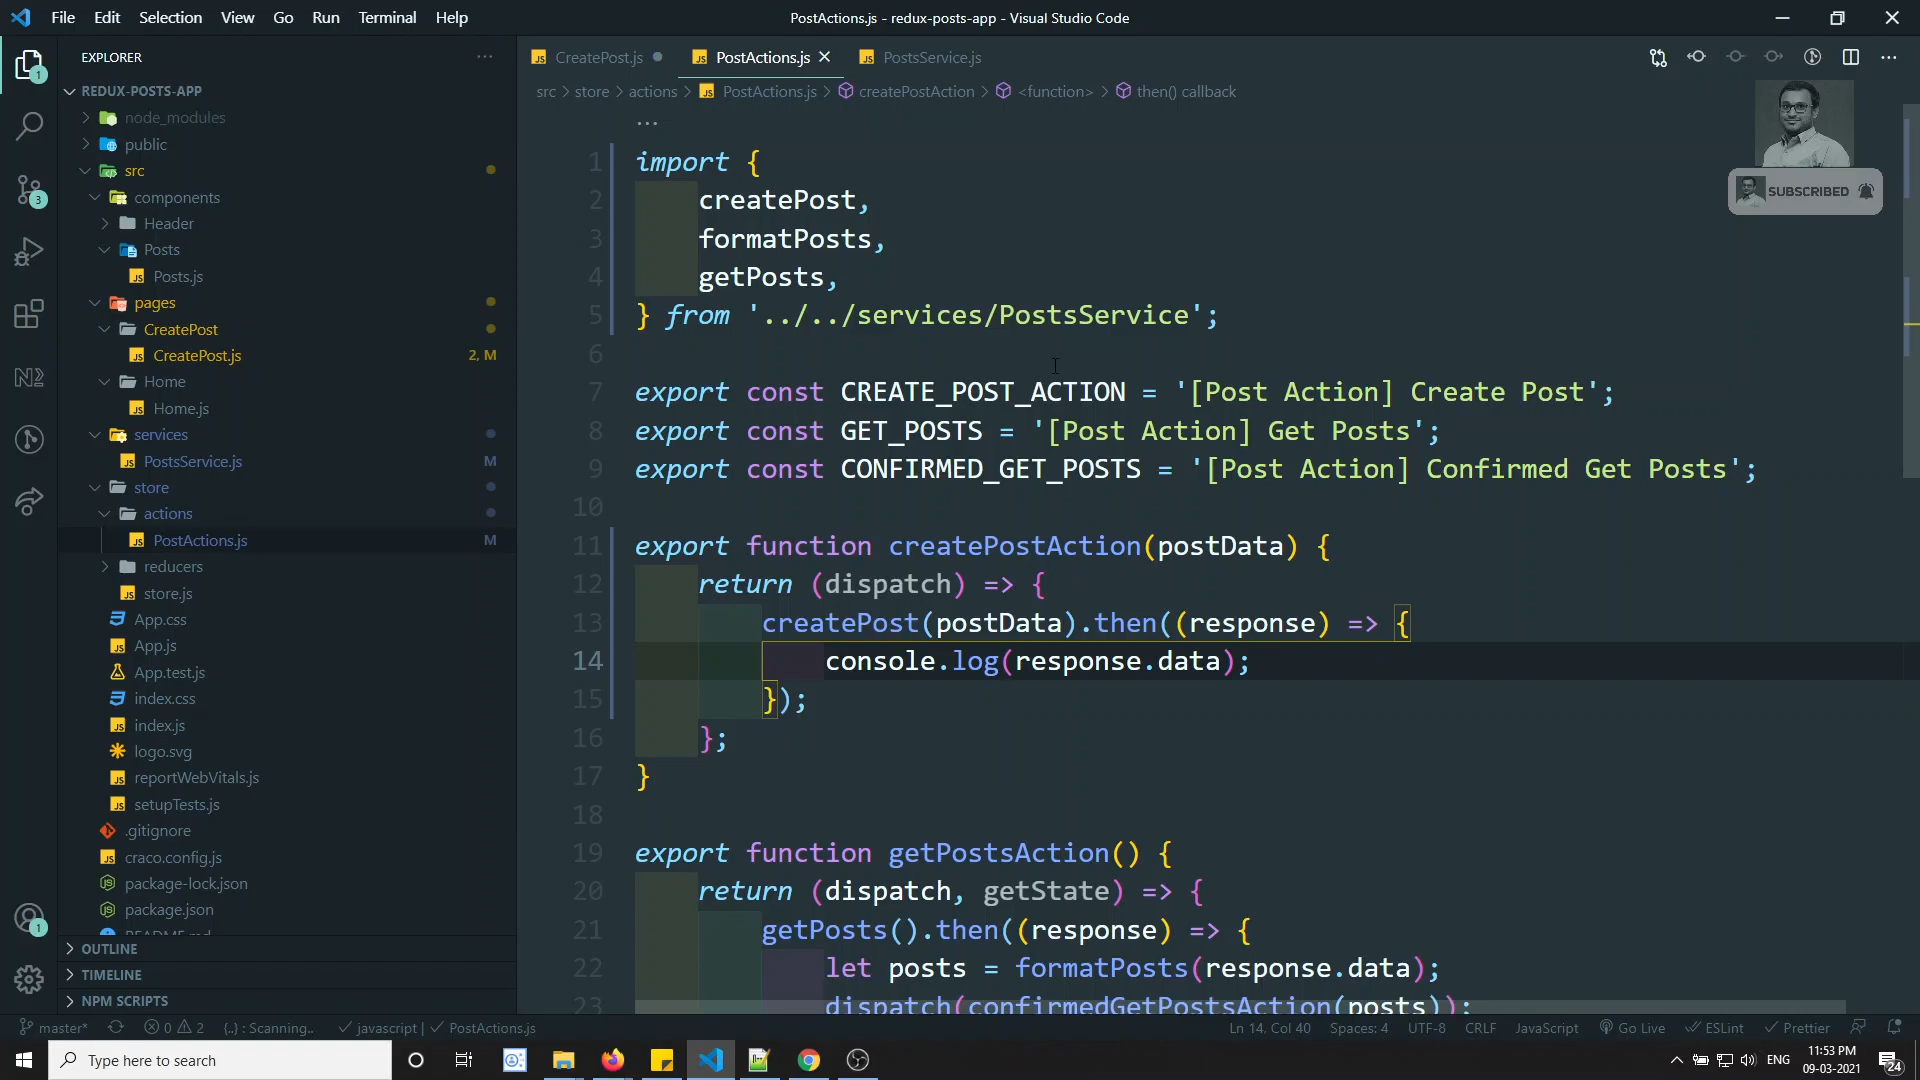 File Edit Selection View Go Run Terminal Help
PostActions.js - redux-posts-app - Visual Studio Code
EXPLORER
REDUX-POSTS-APP
node_modules
public
src
components
Header
Posts
Posts.js
pages
CreatePost
CreatePost.js 2, M
Home
Home.js
services
PostsService.js M
store
actions
PostActions.js M
reducers
store.js
App.css
App.js
App.test.js
index.css
index.js
logo.svg
reportWebVitals.js
setupTests.js
.gitignore
craco.config.js
package-lock.json
package.json
README.md
OUTLINE
TIMELINE
NPM SCRIPTS
1
3
1
CreatePost.js PostActions.js PostsService.js
src > store > actions > PostActions.js > createPostAction > <function> > then() callback
...
SUBSCRIBED
1 import {
2 createPost,
3 formatPosts,
4 getPosts,
5 } from '../../services/PostsService';
6
7 export const CREATE_POST_ACTION = '[Post Action] Create Post';
8 export const GET_POSTS = '[Post Action] Get Posts';
9 export const CONFIRMED_GET_POSTS = '[Post Action] Confirmed Get Posts';
10
11 export function createPostAction(postData) {
12 return (dispatch) => {
13 createPost(postData).then((response) => {
14 console.log(response.data);
15 });
16 };
17 }
18
19 export function getPostsAction() {
20 return (dispatch, getState) => {
21 getPosts().then((response) => {
22 let posts = formatPosts(response.data);
23 dispatch(confirmedGetPostsAction(posts));
master* 0 2 {..} : Scanning.. javascript | PostActions.js
Ln 14, Col 40 Spaces: 4 UTF-8 CRLF JavaScript Go Live ESLint Prettier
Type here to search
ENG
11:53 PM
09-03-2021
24